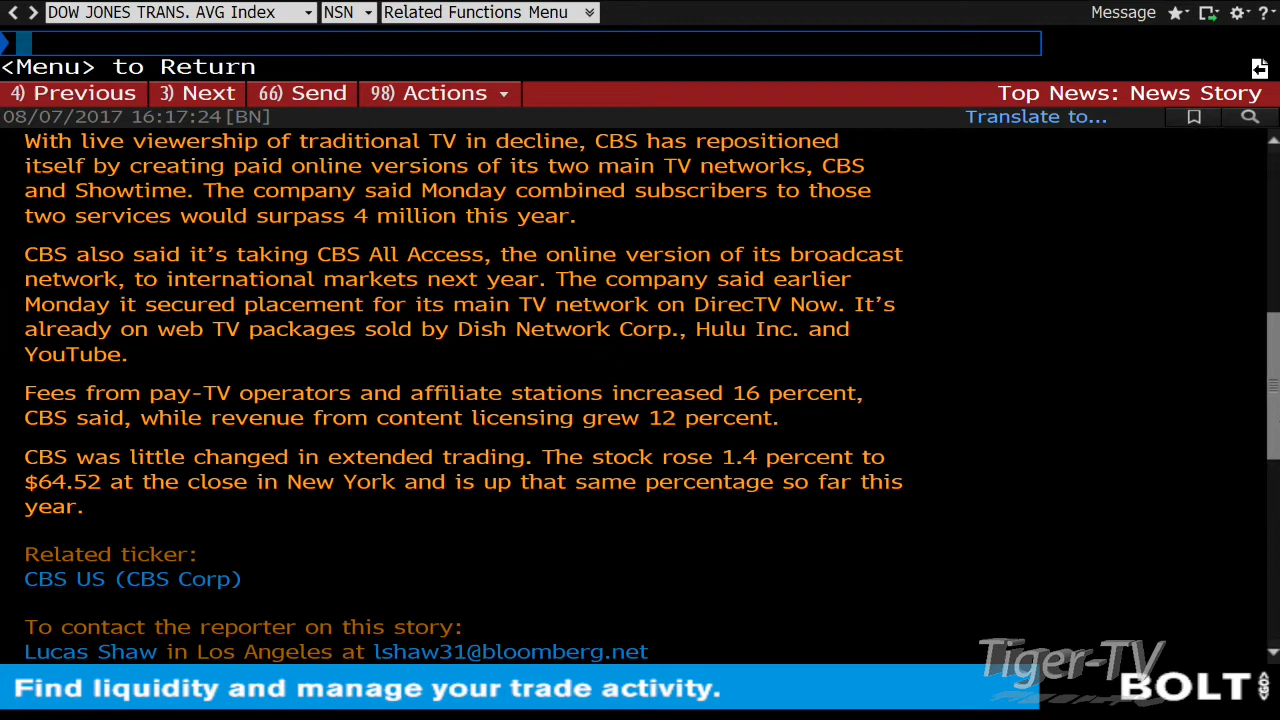 DOW JONES TRANS. AVG Index NSN Related Functions Menu Message
<Menu> to Return
4) Previous 3) Next 66) Send 98) Actions Top News: News Story
08/07/2017 16:17:24[BN] Translate to...
With live viewership of traditional TV in decline, CBS has repositioned
itself by creating paid online versions of its two main TV networks, CBS
and Showtime. The company said Monday combined subscribers to those
two services would surpass 4 million this year.
CBS also said it’s taking CBS All Access, the online version of its broadcast
network, to international markets next year. The company said earlier
Monday it secured placement for its main TV network on DirecTV Now. It’s
already on web TV packages sold by Dish Network Corp., Hulu Inc. and
YouTube.
Fees from pay-TV operators and affiliate stations increased 16 percent,
CBS said, while revenue from content licensing grew 12 percent.
CBS was little changed in extended trading. The stock rose 1.4 percent to
$64.52 at the close in New York and is up that same percentage so far this
year.
Related ticker:
CBS US (CBS Corp)
To contact the reporter on this story:
Lucas Shaw in Los Angeles at lshaw31@bloomberg.net
Tiger-TV
Find liquidity and manage your trade activity. BOLT <GO>